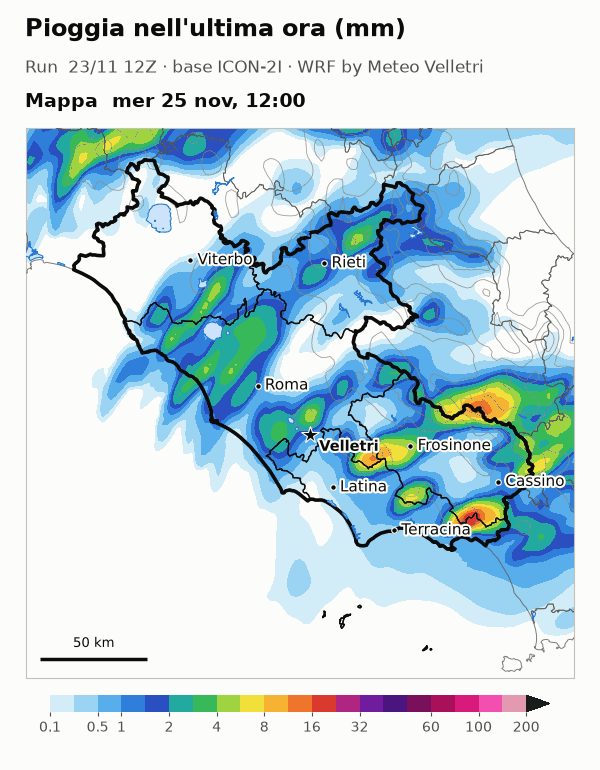 Pioggia nell'ultima ora (mm)
Run  23/11 12Z · base ICON-2I · WRF by Meteo Velletri
Mappa  mer 25 nov, 12:00
Viterbo
Rieti
Roma
Velletri
Frosinone
Latina
Cassino
Terracina
50 km
0.1 0.5 1 2 4 8 16 32 60 100 200